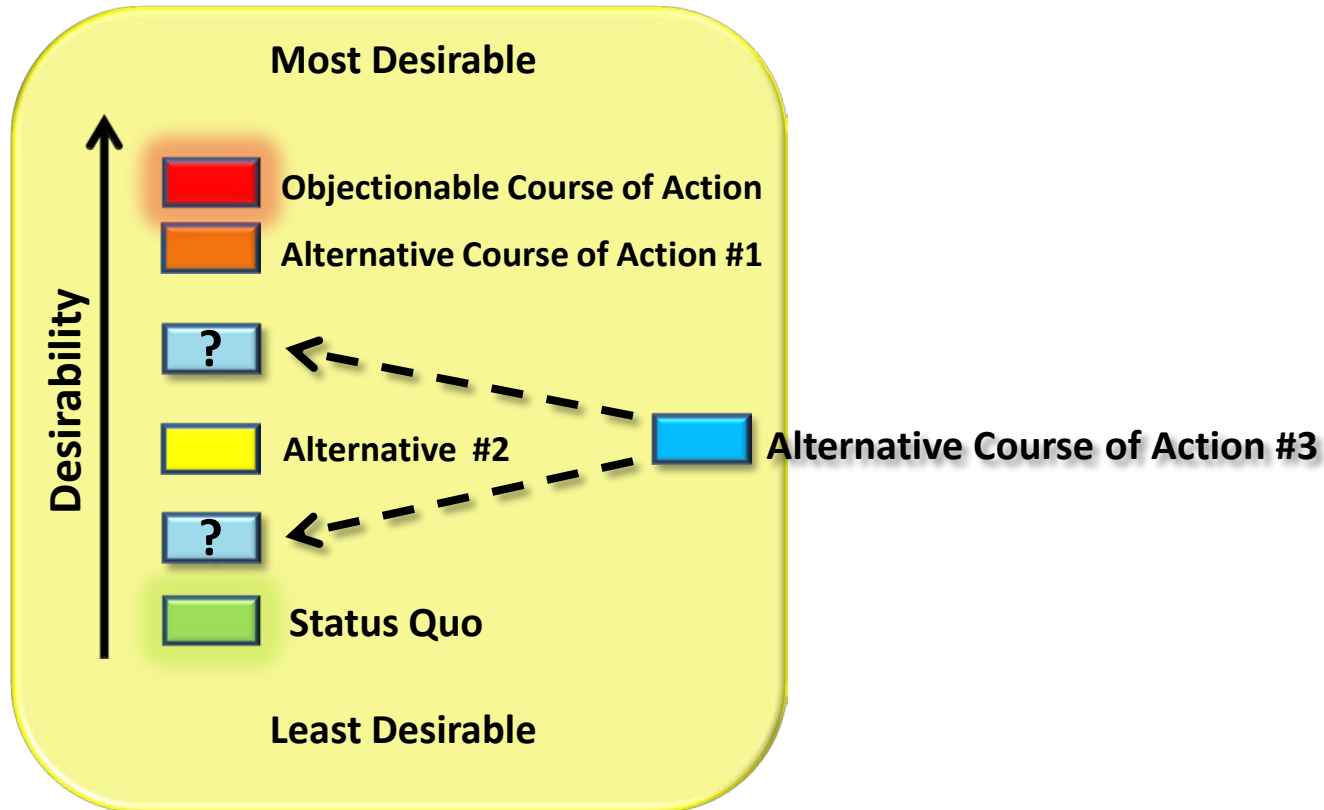 Most Desirable
Objectionable Course of Action
Alternative Course of Action #1
Desirability
?
Alternative #2
Alternative Course of Action #3
?
Status Quo
Least Desirable